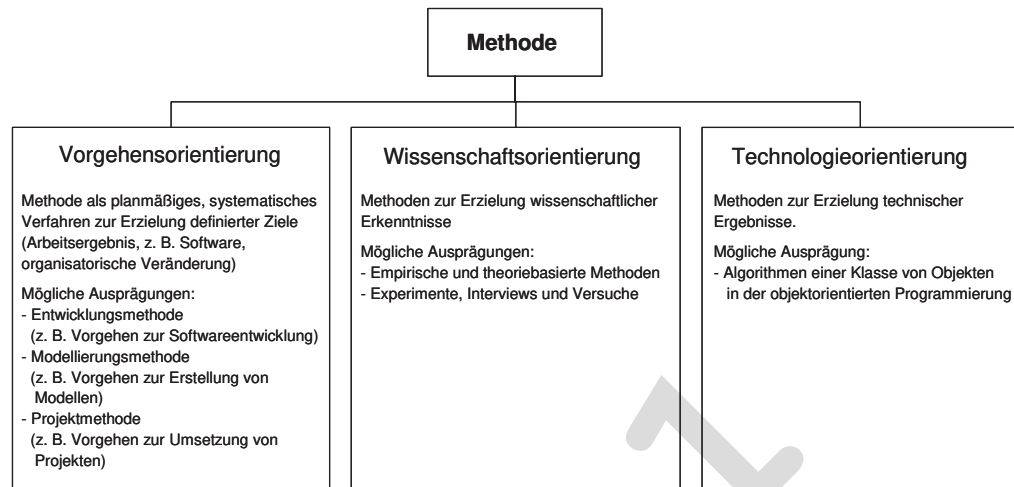 Methode
Vorgehensorientierung
Methode als planmäßiges, systematisches
Verfahren zur Erzielung definierter Ziele
(Arbeitsergebnis, z. B. Software,
organisatorische Veränderung)
Mögliche Ausprägungen:
- Entwicklungsmethode
(z. B. Vorgehen zur Softwareentwicklung)
- Modellierungsmethode
(z. B. Vorgehen zur Erstellung von
Modellen)
- Projektmethode
(z. B. Vorgehen zur Umsetzung von
Projekten)
Wissenschaftsorientierung
Methoden zur Erzielung wissenschaftlicher
Erkenntnisse
Mögliche Ausprägungen:
- Empirische und theoriebasierte Methoden
- Experimente, Interviews und Versuche
Technologieorientierung
Methoden zur Erzielung technischer
Ergebnisse.
Mögliche Ausprägung:
- Algorithmen einer Klasse von Objekten
in der objektorientierten Programmierung